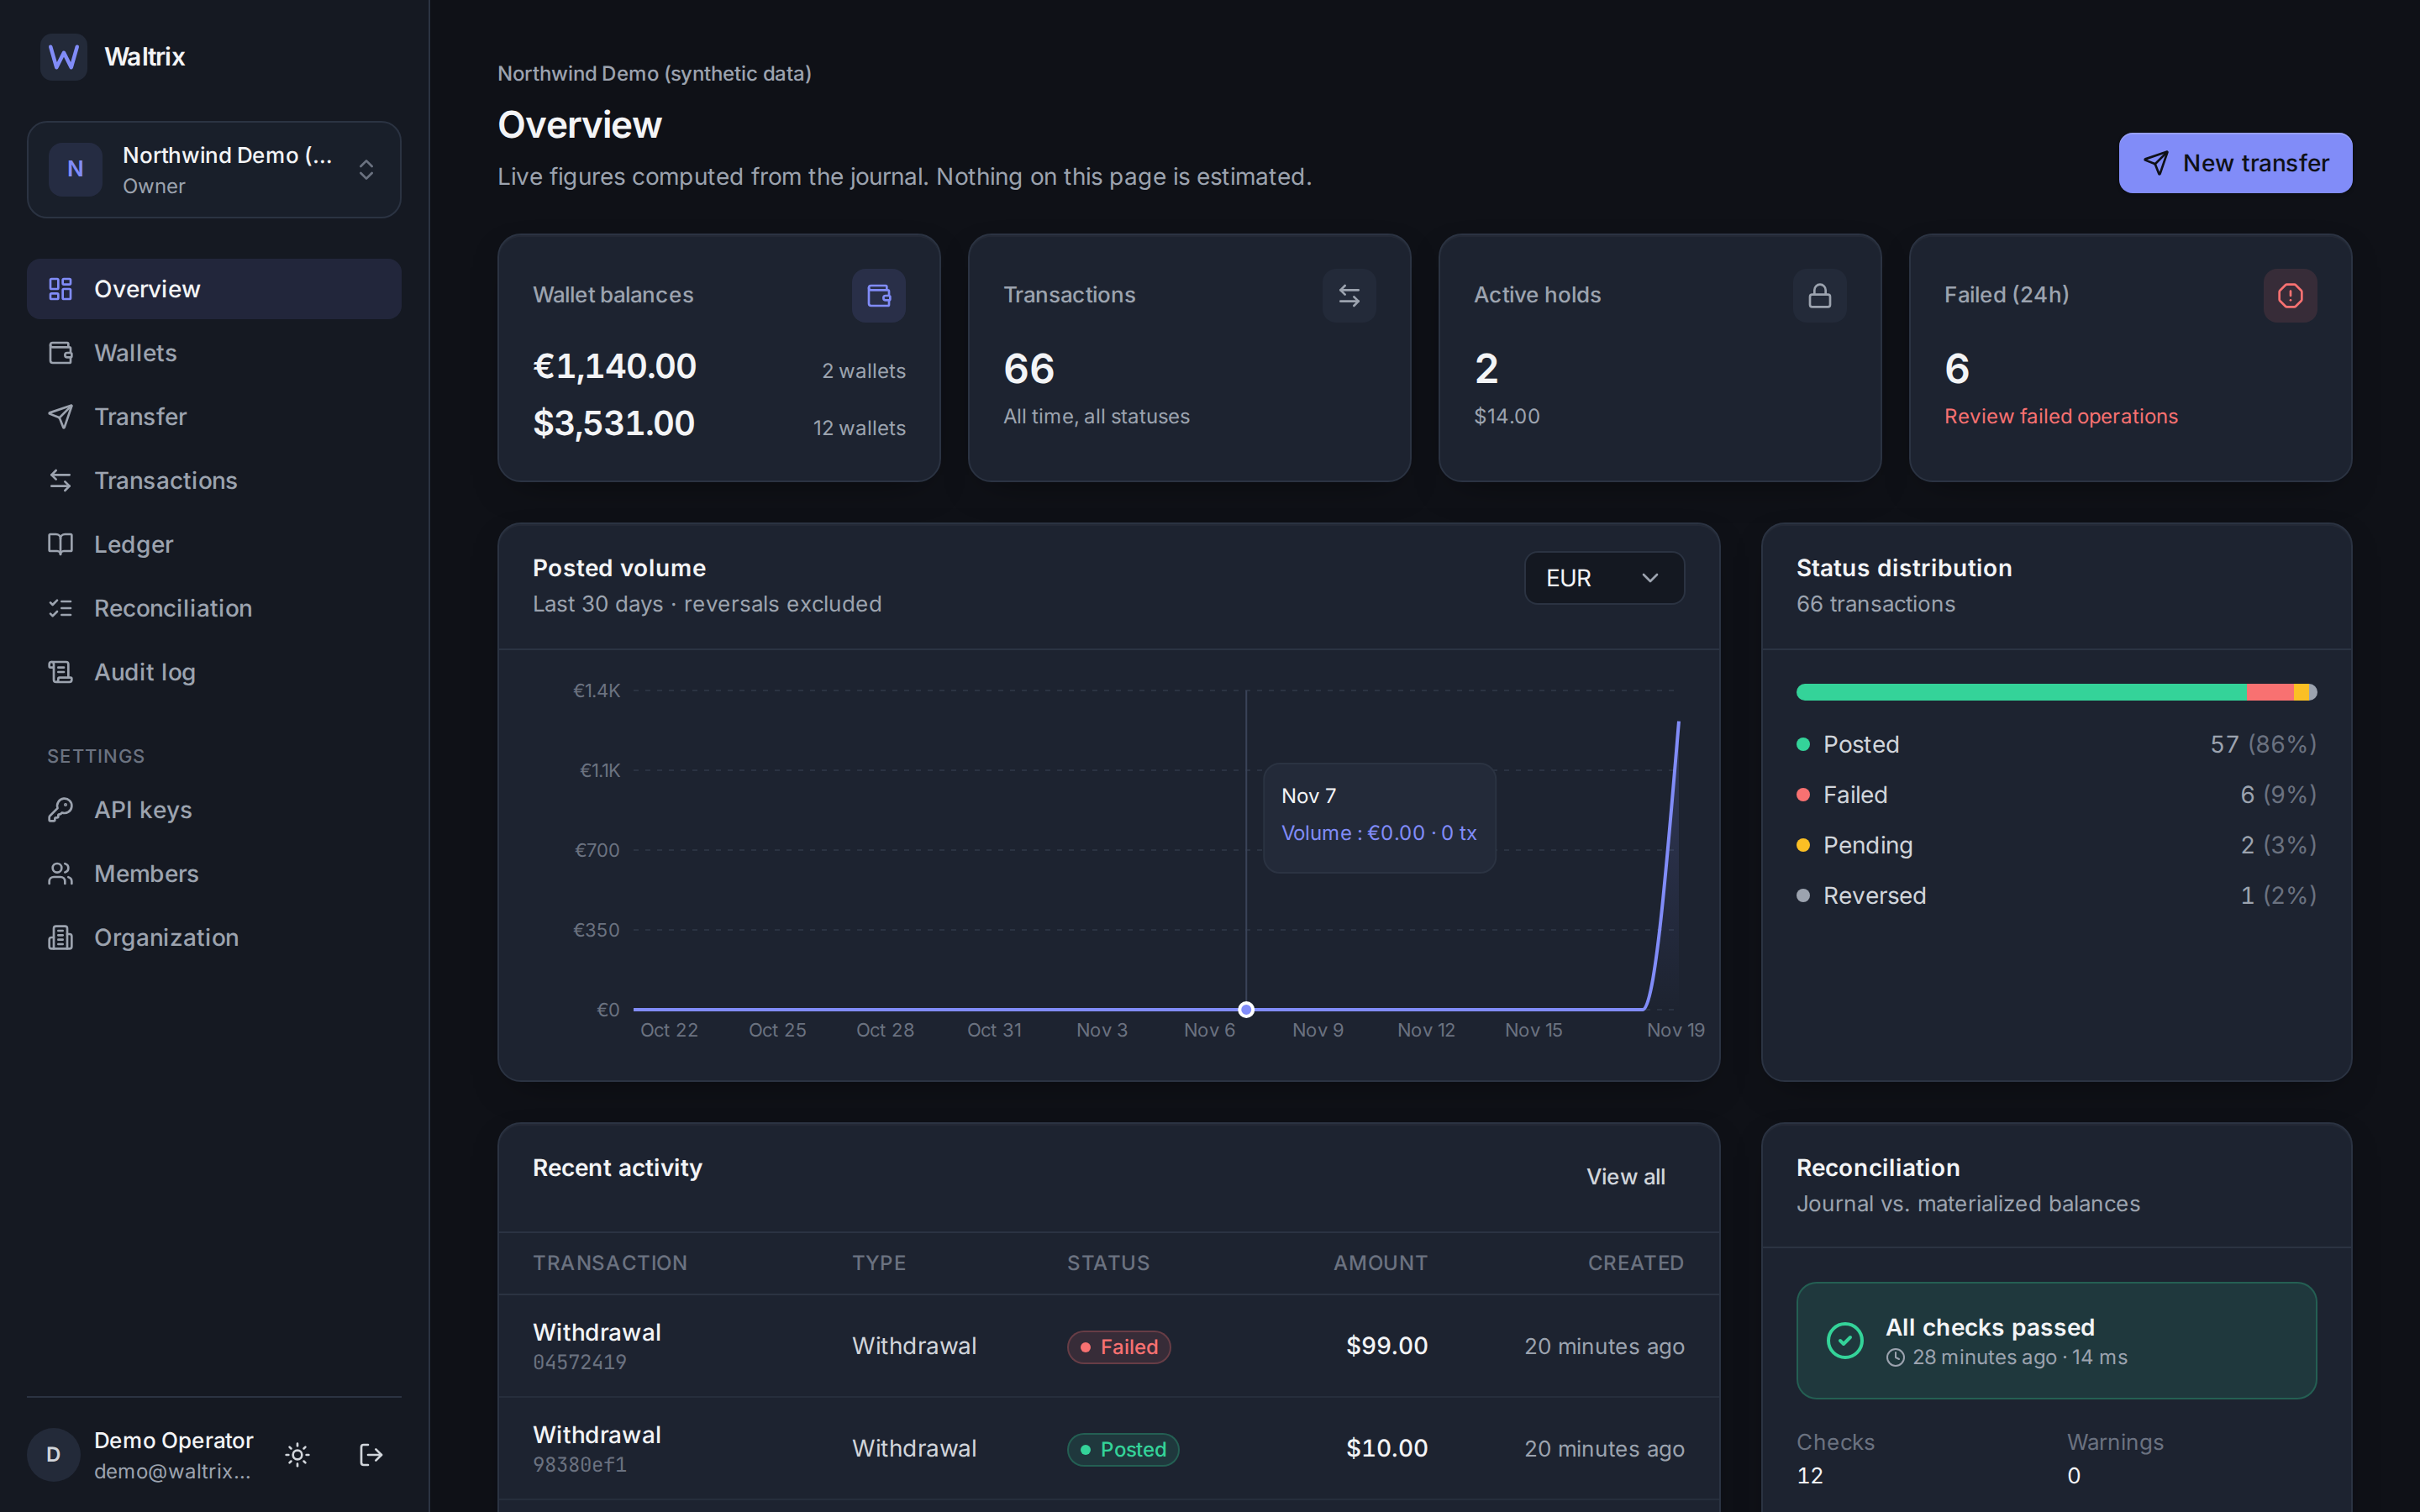 Waltrix
N
Northwind Demo (...
Owner
Overview
Wallets
Transfer
Transactions
Ledger
Reconciliation
Audit log
SETTINGS
API keys
Members
Organization
D
Demo Operator
demo@waltrix...
Northwind Demo (synthetic data)
Overview
Live figures computed from the journal. Nothing on this page is estimated.
New transfer
Wallet balances
€1,140.00 2 wallets
$3,531.00 12 wallets
Transactions
66
All time, all statuses
Active holds
2
$14.00
Failed (24h)
6
Review failed operations
Posted volume
Last 30 days · reversals excluded
EUR
€1.4K
€1.1K
€700
€350
€0
Nov 7
Volume : €0.00 · 0 tx
Oct 22 Oct 25 Oct 28 Oct 31 Nov 3 Nov 6 Nov 9 Nov 12 Nov 15 Nov 19
Status distribution
66 transactions
Posted 57 (86%)
Failed 6 (9%)
Pending 2 (3%)
Reversed 1 (2%)
Recent activity
View all
TRANSACTION TYPE STATUS AMOUNT CREATED
Withdrawal
04572419
Withdrawal Failed $99.00 20 minutes ago
Withdrawal
98380ef1
Withdrawal Posted $10.00 20 minutes ago
Reconciliation
Journal vs. materialized balances
All checks passed
28 minutes ago · 14 ms
Checks Warnings
12 0